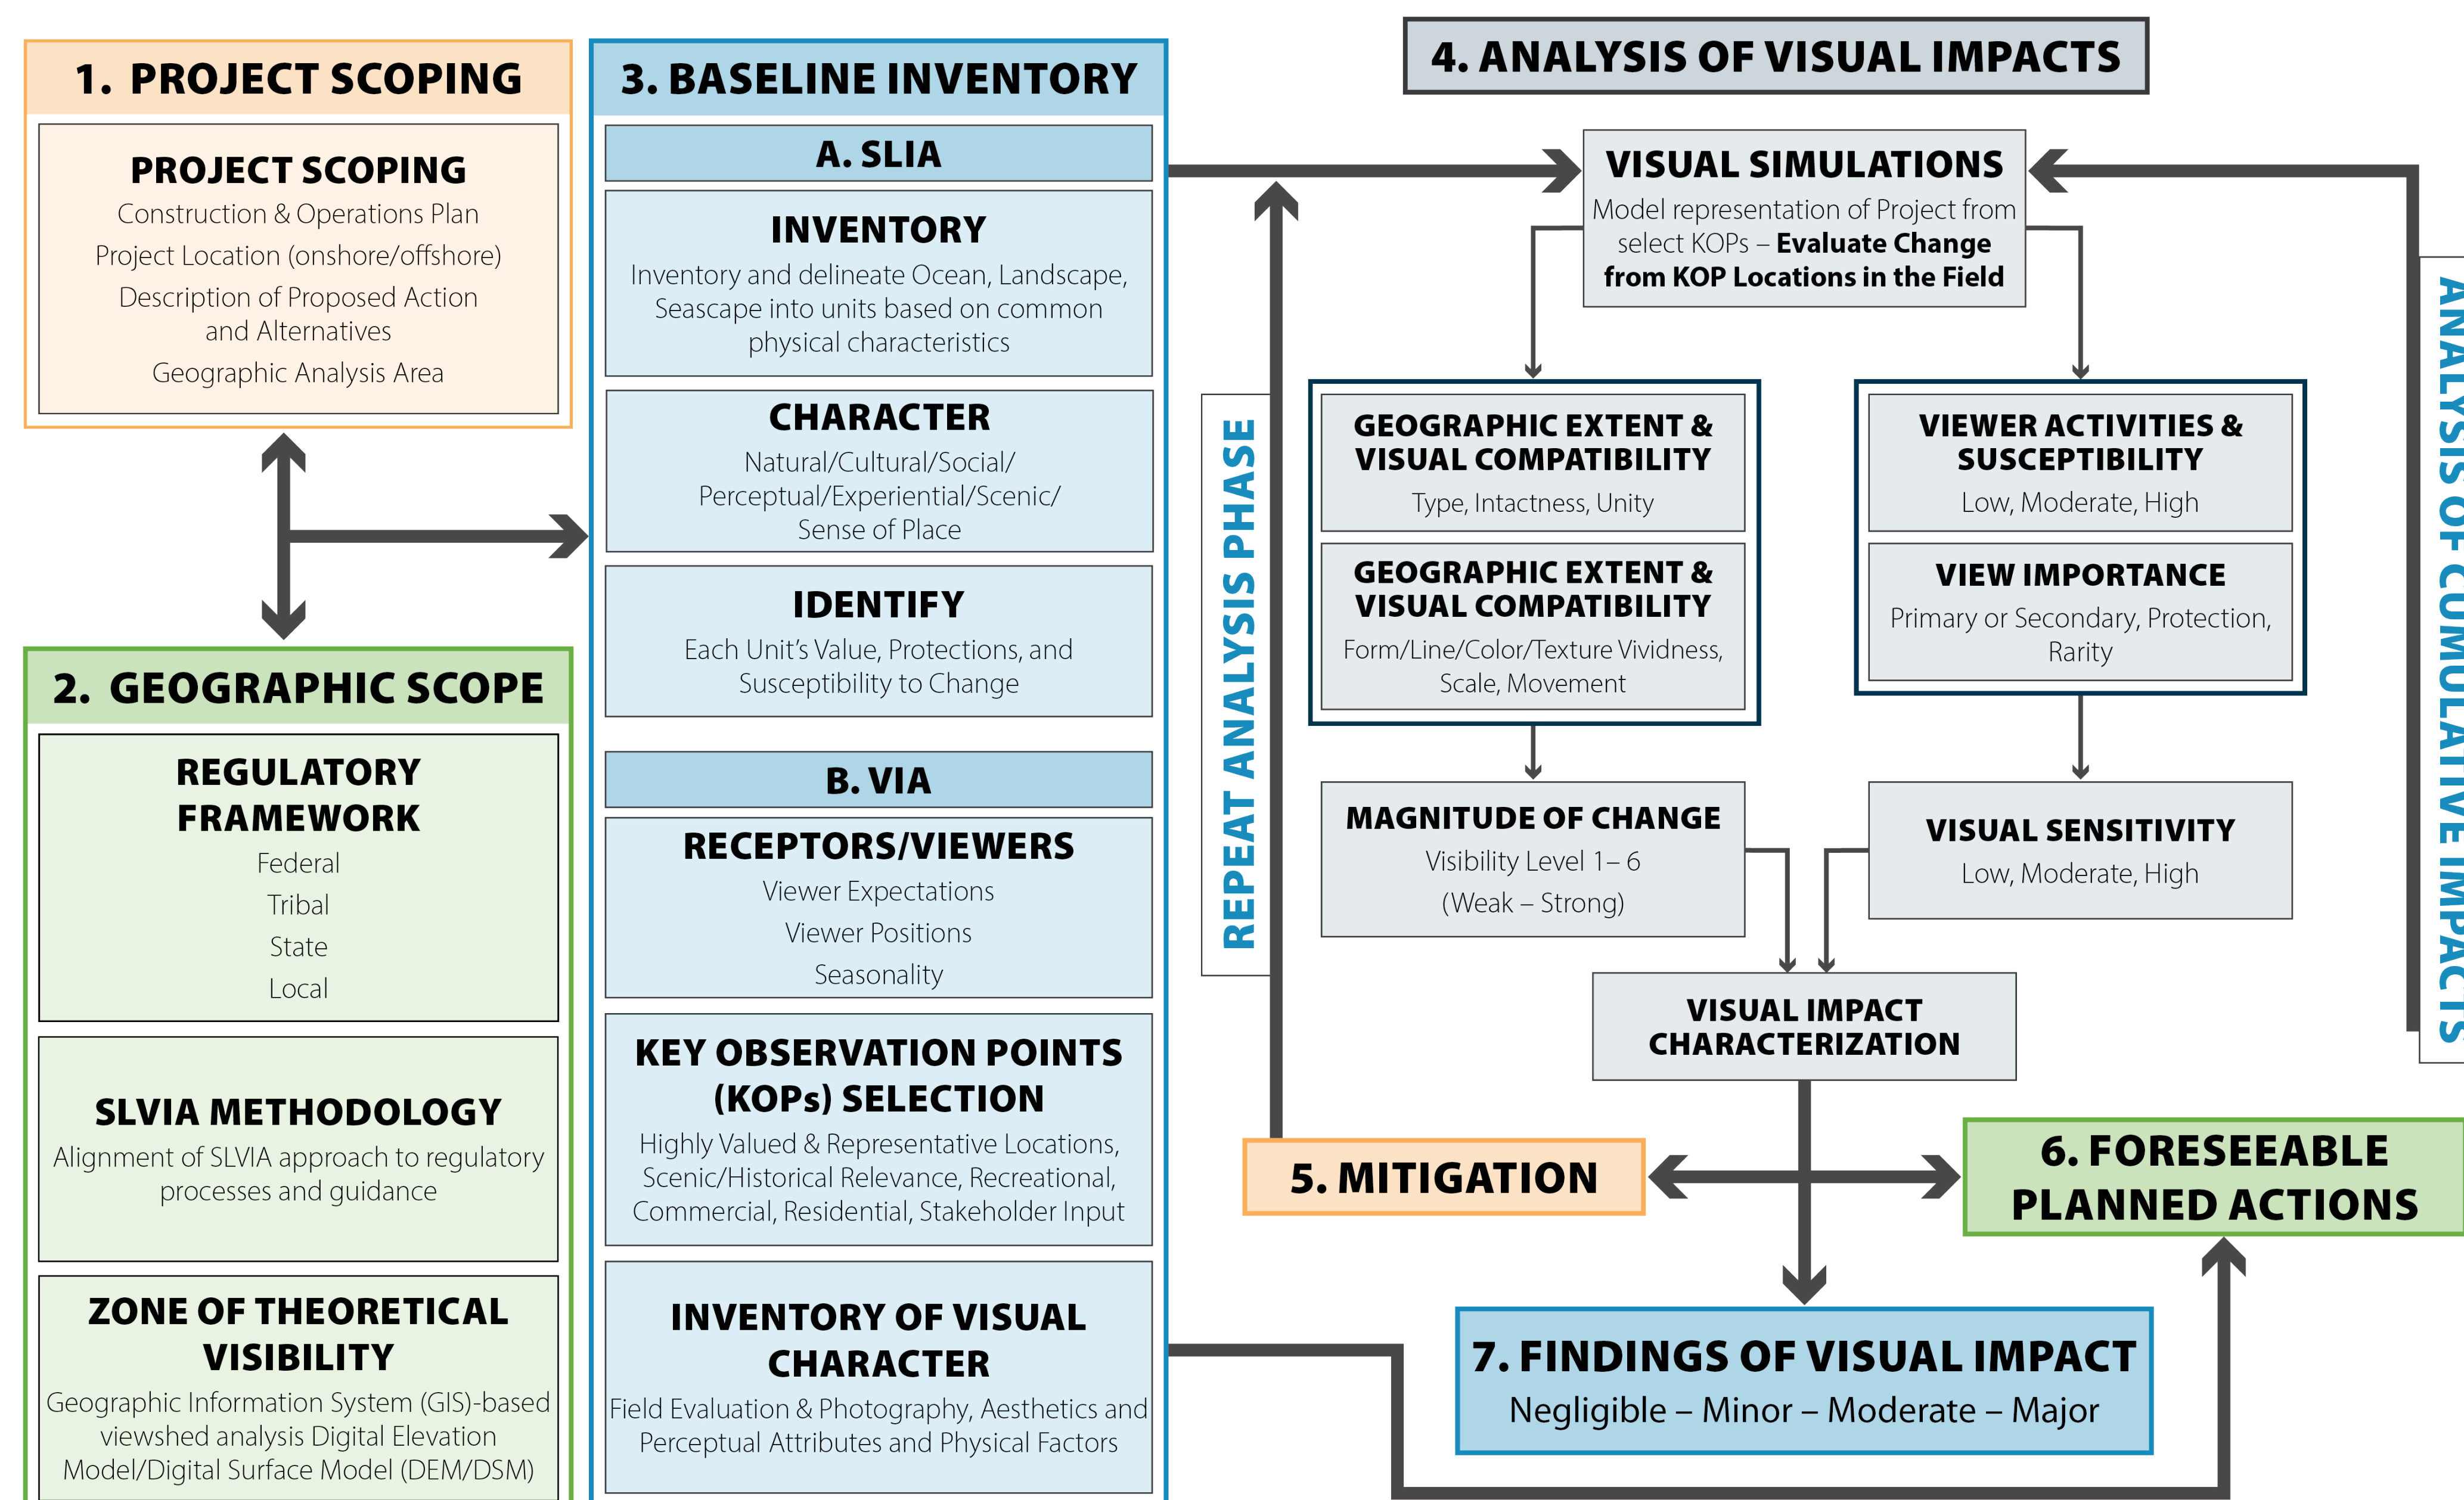 1. PROJECT SCOPING
PROJECT SCOPING
Construction & Operations Plan
Project Location (onshore/offshore)
Description of Proposed Action
and Alternatives
Geographic Analysis Area
2. GEOGRAPHIC SCOPE
REGULATORY
FRAMEWORK
Federal
Tribal
State
Local
SLVIA METHODOLOGY
Alignment of SLVIA approach to regulatory
processes and guidance
ZONE OF THEORETICAL
VISIBILITY
Geographic Information System (GIS)-based
viewshed analysis Digital Elevation
Model/Digital Surface Model (DEM/DSM)
3. BASELINE INVENTORY
A. SLIA
INVENTORY
Inventory and delineate Ocean, Landscape,
Seascape into units based on common
physical characteristics
CHARACTER
Natural/Cultural/Social/
Perceptual/Experiential/Scenic/
Sense of Place
IDENTIFY
Each Unit’s Value, Protections, and
Susceptibility to Change
B. VIA
RECEPTORS/VIEWERS
Viewer Expectations
Viewer Positions
Seasonality
KEY OBSERVATION POINTS
(KOPs) SELECTION
Highly Valued & Representative Locations,
Scenic/Historical Relevance, Recreational,
Commercial, Residential, Stakeholder Input
INVENTORY OF VISUAL
CHARACTER
Field Evaluation & Photography, Aesthetics and
Perceptual Attributes and Physical Factors
REPEAT ANALYSIS PHASE
4. ANALYSIS OF VISUAL IMPACTS
VISUAL SIMULATIONS
Model representation of Project from
select KOPs – Evaluate Change
from KOP Locations in the Field
GEOGRAPHIC EXTENT &
VISUAL COMPATIBILITY
Type, Intactness, Unity
GEOGRAPHIC EXTENT &
VISUAL COMPATIBILITY
Form/Line/Color/Texture Vividness,
Scale, Movement
VIEWER ACTIVITIES &
SUSCEPTIBILITY
Low, Moderate, High
VIEW IMPORTANCE
Primary or Secondary, Protection,
Rarity
MAGNITUDE OF CHANGE
Visibility Level 1– 6
(Weak – Strong)
VISUAL SENSITIVITY
Low, Moderate, High
VISUAL IMPACT
CHARACTERIZATION
5. MITIGATION
6. FORESEEABLE
PLANNED ACTIONS
7. FINDINGS OF VISUAL IMPACT
Negligible – Minor – Moderate – Major
ANALYSIS OF CUMULATIVE IMPACTS